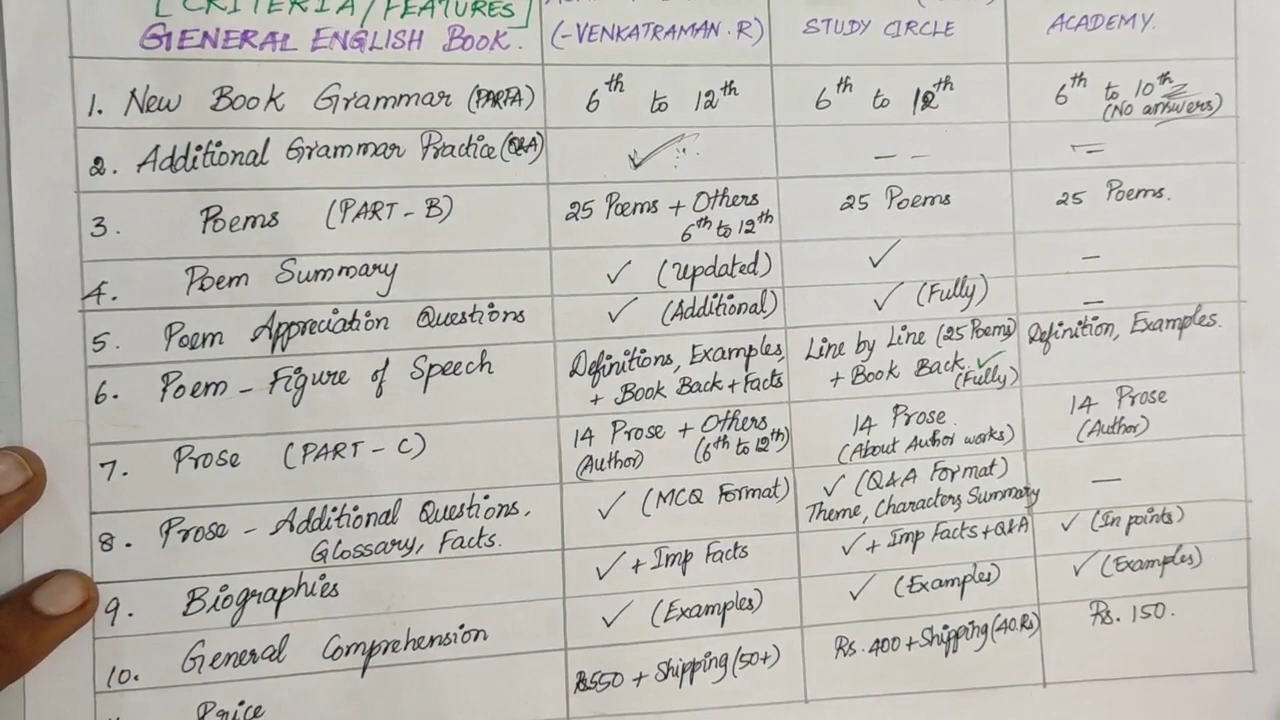 [CRITERIA/FEATURES]
GENERAL ENGLISH BOOK.
(-VENKATRAMAN.R)
STUDY CIRCLE
ACADEMY.
1. New Book Grammar (PART A)
6th to 12th
6th to 12th
6th to 10th
(No answers)
2. Additional Grammar Practice (Q&A)
✓
– –
=
3. Poems (PART-B)
25 Poems + Others
6th to 12th
25 Poems
25 Poems.
4. Poem Summary
✓ (Updated)
✓
–
5. Poem Appreciation Questions
✓ (Additional)
✓ (Fully)
–
6. Poem - Figure of Speech
Definitions, Examples,
+ Book Back + Facts
Line by Line (25 Poems)
+ Book Back. ✓
(Fully)
Definition, Examples.
7. Prose (PART-C)
14 Prose + Others
(Author) (6th to 12th)
14 Prose.
(About Author works)
14 Prose
(Author)
8. Prose - Additional Questions,
Glossary, Facts.
✓ (MCQ Format)
✓ (Q&A Format)
Theme, Characters Summary
–
9. Biographies
✓ + Imp Facts
✓ + Imp Facts + Q&A
✓ (In points)
10. General Comprehension
✓ (Examples)
✓ (Examples)
✓ (Examples)
Price
Rs550 + Shipping (50+)
Rs. 400 + Shipping (40.Rs)
Rs. 150.